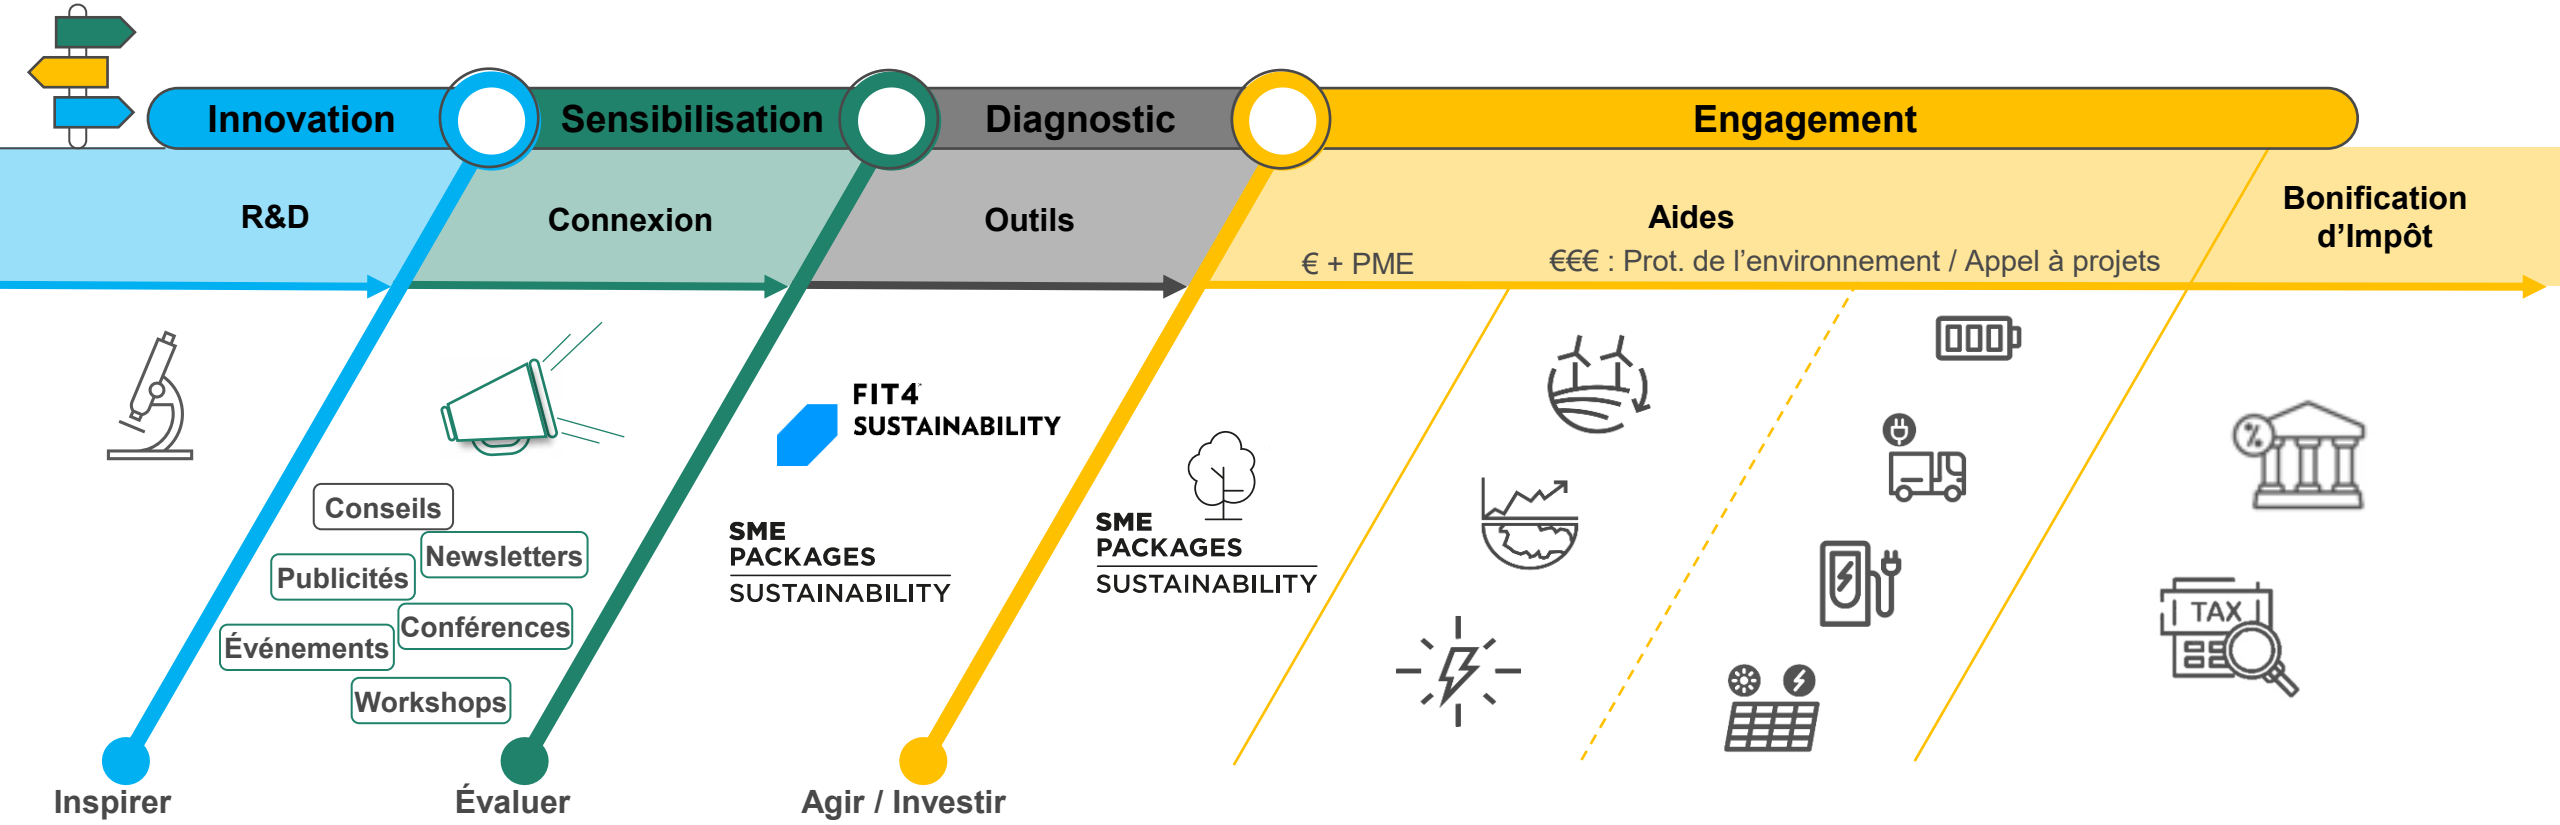 Innovation
Sensibilisation
Diagnostic
Engagement
R&D
Connexion
Outils
Aides
€ + PME
€€€ : Prot. de l'environnement / Appel à projets
Bonification
d'Impôt
Conseils
Newsletters
Publicités
Conférences
Événements
Workshops
FIT4
SUSTAINABILITY
SME
PACKAGES
SUSTAINABILITY
SME
PACKAGES
SUSTAINABILITY
%
TAX
Inspirer
Évaluer
Agir / Investir